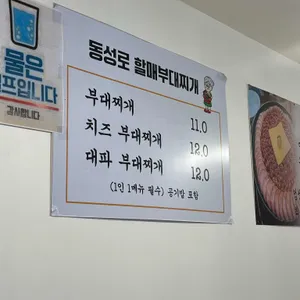 물은
셀프입니다
감사합니다
동성로 할매부대찌개
부대찌개 11.0
치즈 부대찌개 12.0
대파 부대찌개 12.0
(1인 1메뉴 필수) 공기밥 포함